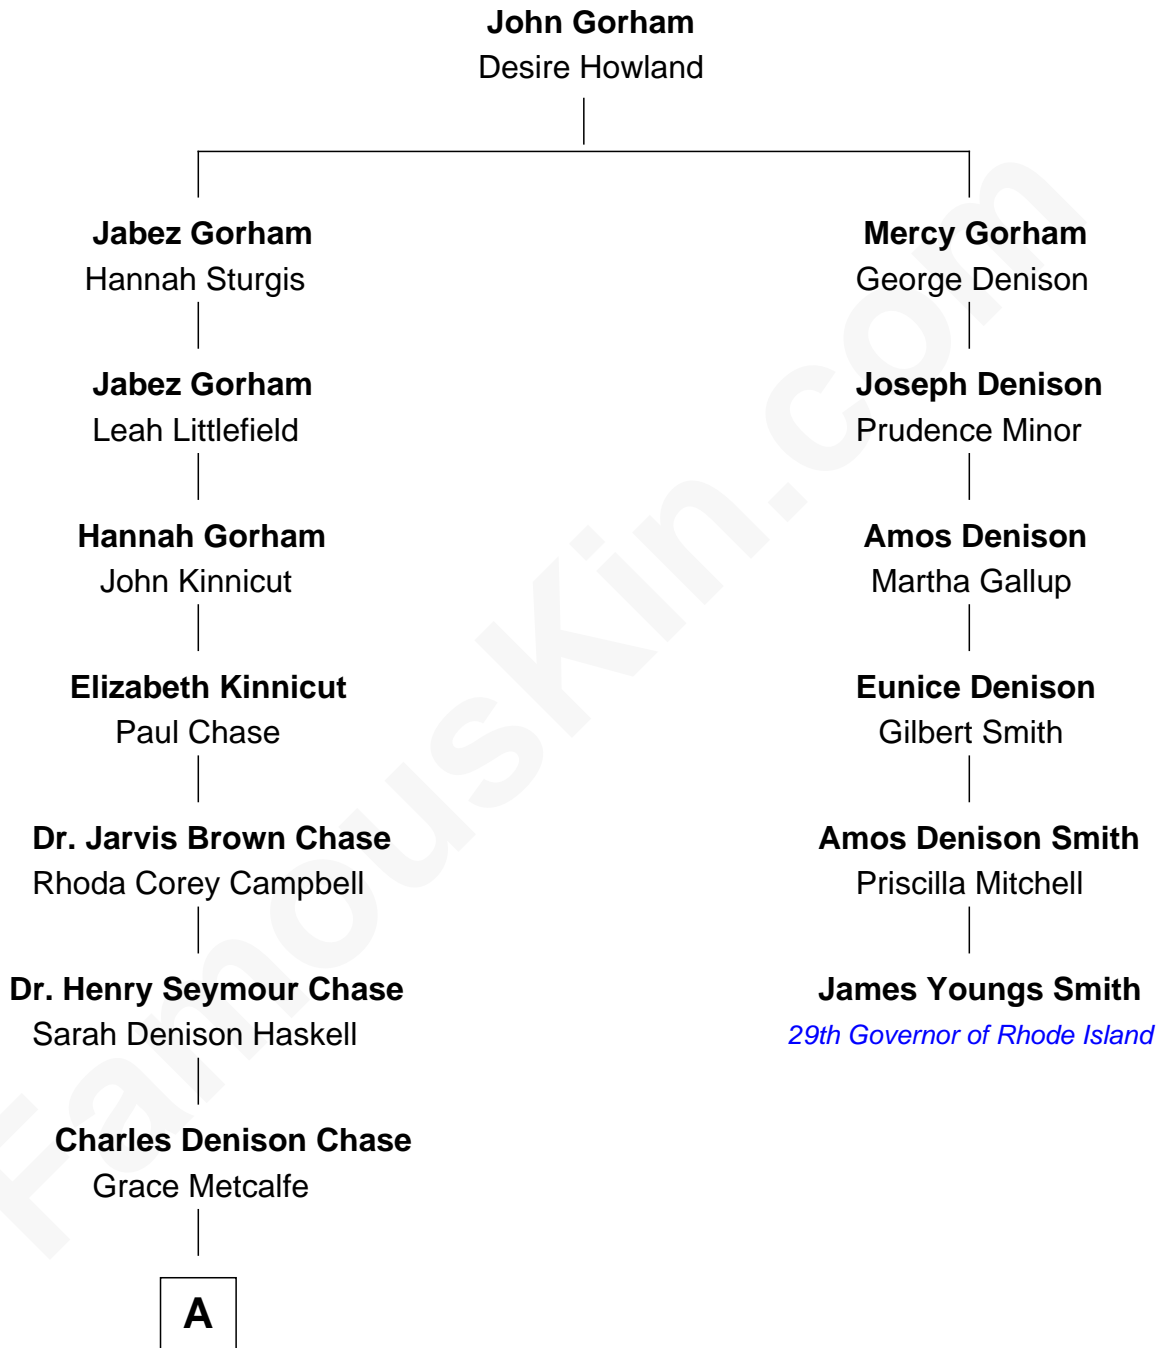 John Gorham
Desire Howland
Jabez Gorham
Hannah Sturgis
Mercy Gorham
George Denison
Jabez Gorham
Leah Littlefield
Joseph Denison
Prudence Minor
Hannah Gorham
John Kinnicut
Amos Denison
Martha Gallup
Elizabeth Kinnicut
Paul Chase
Eunice Denison
Gilbert Smith
Dr. Jarvis Brown Chase
Rhoda Corey Campbell
Amos Denison Smith
Priscilla Mitchell
Dr. Henry Seymour Chase
Sarah Denison Haskell
James Youngs Smith
29th Governor of Rhode Island
Charles Denison Chase
Grace Metcalfe
A
FamousKin.com